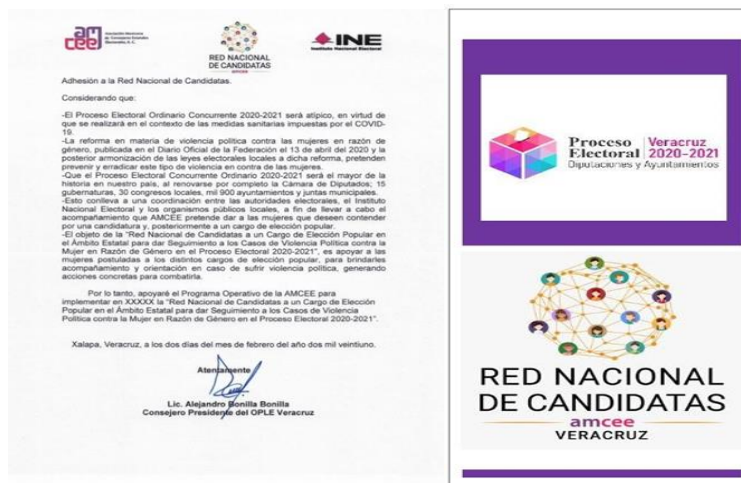 amcee
Asociación Mexicana
de Consejeras Estatales
Electorales, A. C.
RED NACIONAL
DE CANDIDATAS
amcee
INE
Instituto Nacional Electoral
Adhesión a la Red Nacional de Candidatas.
Considerando que:
-El Proceso Electoral Ordinario Concurrente 2020-2021 será atípico, en virtud de
que se realizará en el contexto de las medidas sanitarias impuestas por el COVID-
19.
-La reforma en materia de violencia política contra las mujeres en razón de
género, publicada en el Diario Oficial de la Federación el 13 de abril del 2020 y la
posterior armonización de las leyes electorales locales a dicha reforma, pretenden
prevenir y erradicar este tipo de violencia en contra de las mujeres.
-Que el Proceso Electoral Concurrente Ordinario 2020-2021 será el mayor de la
historia en nuestro país, al renovarse por completo la Cámara de Diputados; 15
gubernaturas, 30 congresos locales, mil 900 ayuntamientos y juntas municipales.
-Esto conlleva a una coordinación entre las autoridades electorales, el Instituto
Nacional Electoral y los organismos públicos locales, a fin de llevar a cabo el
acompañamiento que AMCEE pretende dar a las mujeres que deseen contender
por una candidatura y, posteriormente a un cargo de elección popular.
-El objeto de la "Red Nacional de Candidatas a un Cargo de Elección Popular en
el Ámbito Estatal para dar Seguimiento a los Casos de Violencia Política contra la
Mujer en Razón de Género en el Proceso Electoral 2020-2021", es apoyar a las
mujeres postuladas a los distintos cargos de elección popular, para brindarles
acompañamiento y orientación en caso de sufrir violencia política, generando
acciones concretas para combatirla.
Por lo tanto, apoyaré el Programa Operativo de la AMCEE para
implementar en XXXXX la "Red Nacional de Candidatas a un Cargo de Elección
Popular en el Ámbito Estatal para dar Seguimiento a los Casos de Violencia
Política contra la Mujer en Razón de Género en el Proceso Electoral 2020-2021".
Xalapa, Veracruz, a los dos días del mes de febrero del año dos mil veintiuno.
Atentamente
Lic. Alejandro Bonilla Bonilla
Consejero Presidente del OPLE Veracruz
Proceso
Electoral
Veracruz
2020-2021
Diputaciones y Ayuntamientos
RED NACIONAL
DE CANDIDATAS
amcee
VERACRUZ